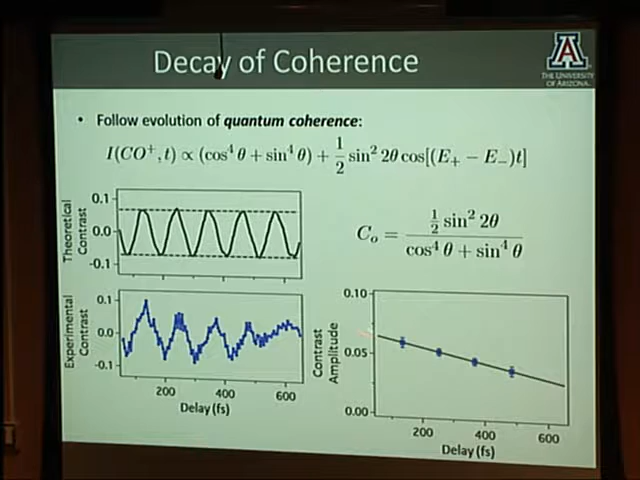 Decay of Coherence
THE UNIVERSITY
OF ARIZONA.
• Follow evolution of quantum coherence:
I(CO⁺, t) ∝ (cos⁴ θ + sin⁴ θ) + 1/2 sin² 2θ cos[(E₊ − E₋)t]
Theoretical
Contrast
0.1
0.0
-0.1
Cₒ = (1/2 sin² 2θ) / (cos⁴ θ + sin⁴ θ)
Experimental
Contrast
0.1
0.0
-0.1
200 400 600
Delay (fs)
Contrast
Amplitude
0.10
0.05
0.00
200 400 600
Delay (fs)